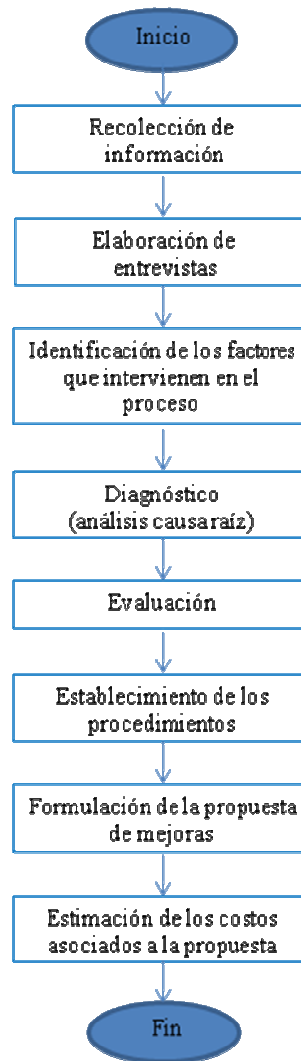 Inicio
Recolección de
información
Elaboración de
entrevistas
Identificación de los factores
que intervienen en el
proceso
Diagnóstico
(análisis causa raíz)
Evaluación
Establecimiento de los
procedimientos
Formulación de la propuesta
de mejoras
Estimación de los costos
asociados a la propuesta
Fin